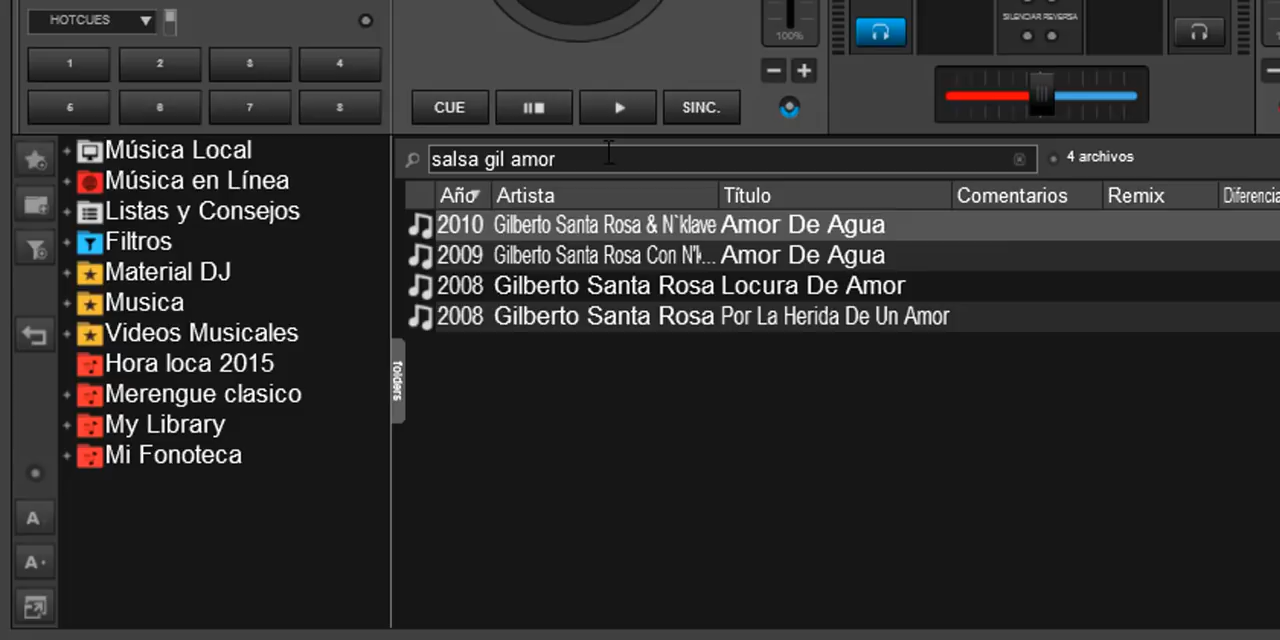 HOTCUES
1 2 3 4
5 6 7 8
100%
CUE
SINC.
SILENCIAR REVERSA
Música Local
Música en Línea
Listas y Consejos
Filtros
Material DJ
Musica
Videos Musicales
Hora loca 2015
Merengue clasico
My Library
Mi Fonoteca
A
A
folders
salsa gil amor
4 archivos
Año Artista Título Comentarios Remix Diferencia
2010 Gilberto Santa Rosa & N`klave Amor De Agua
2009 Gilberto Santa Rosa Con N'k... Amor De Agua
2008 Gilberto Santa Rosa Locura De Amor
2008 Gilberto Santa Rosa Por La Herida De Un Amor